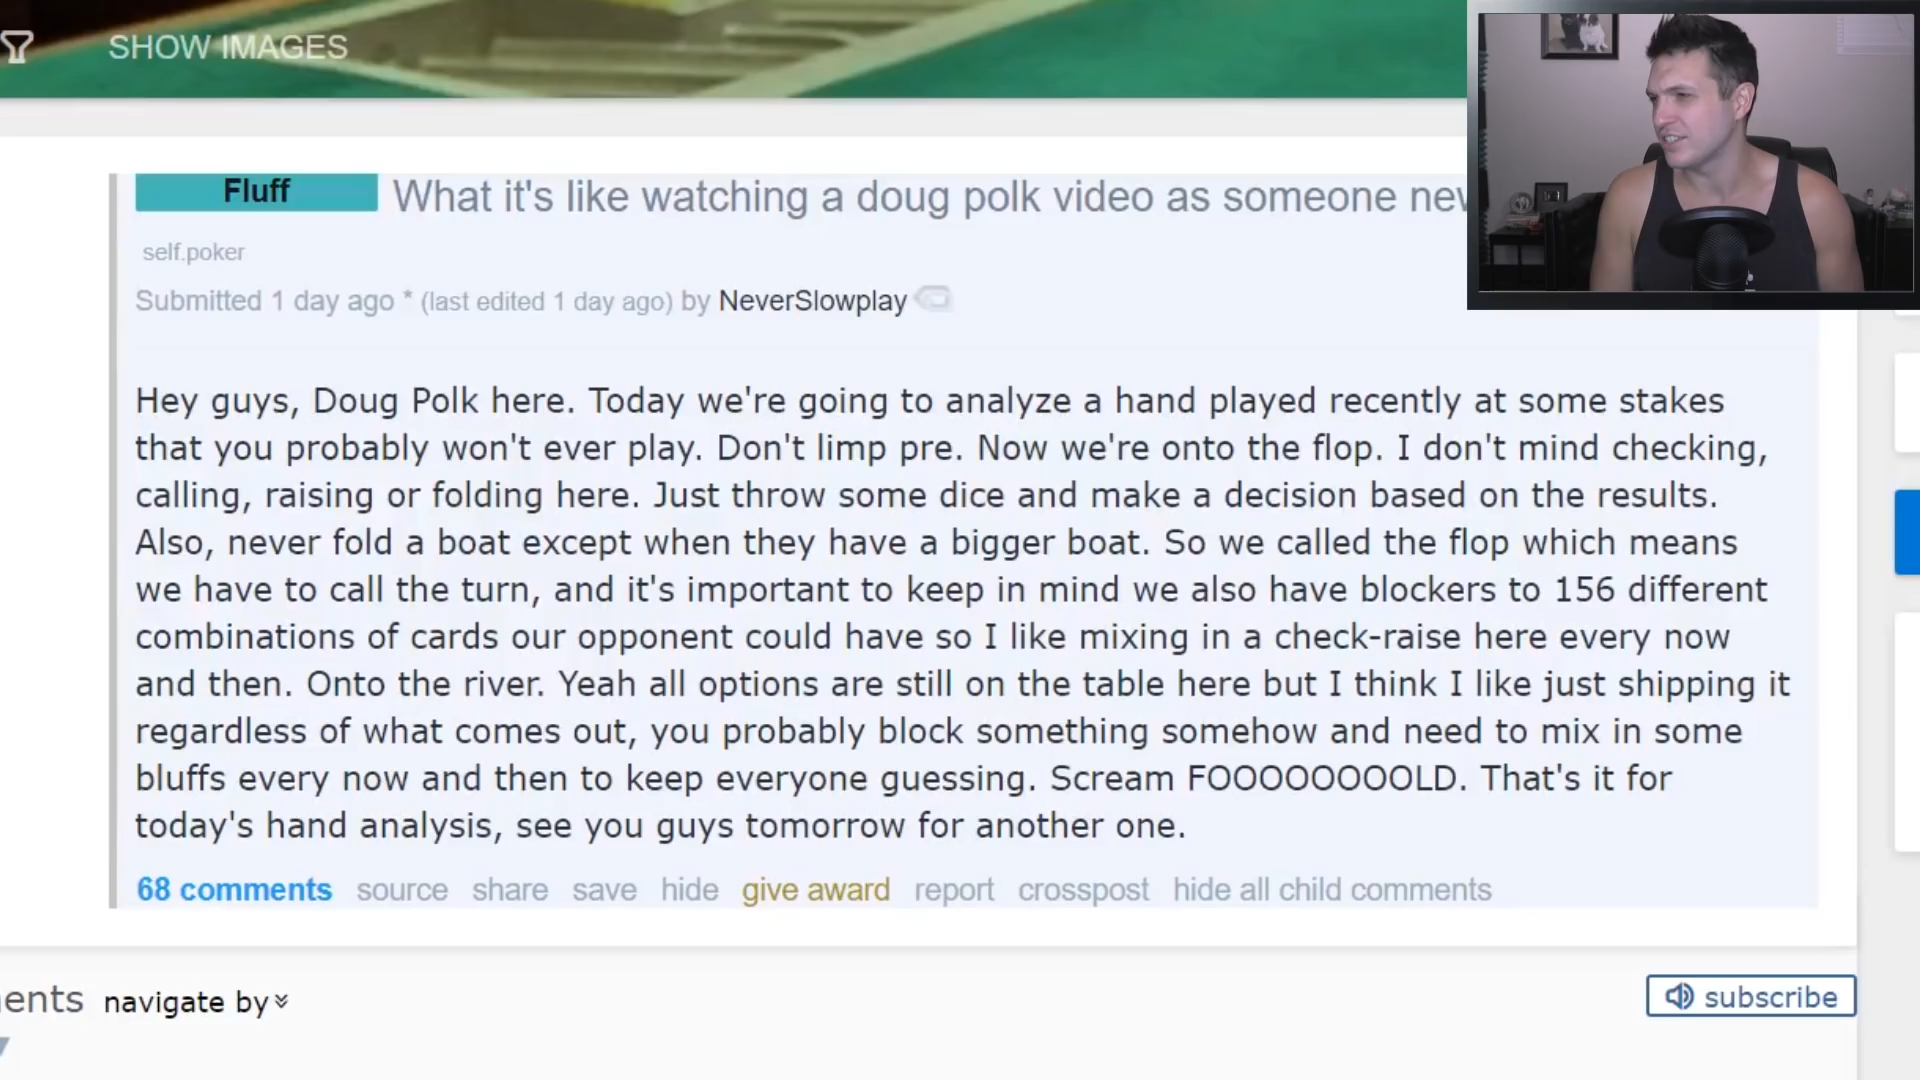 SHOW IMAGES
Fluff What it's like watching a doug polk video as someone
self.poker
Submitted 1 day ago * (last edited 1 day ago) by NeverSlowplay
Hey guys, Doug Polk here. Today we're going to analyze a hand played recently at some stakes
that you probably won't ever play. Don't limp pre. Now we're onto the flop. I don't mind checking,
calling, raising or folding here. Just throw some dice and make a decision based on the results.
Also, never fold a boat except when they have a bigger boat. So we called the flop which means
we have to call the turn, and it's important to keep in mind we also have blockers to 156 different
combinations of cards our opponent could have so I like mixing in a check-raise here every now
and then. Onto the river. Yeah all options are still on the table here but I think I like just shipping it
regardless of what comes out, you probably block something somehow and need to mix in some
bluffs every now and then to keep everyone guessing. Scream FOOOOOOOOLD. That's it for
today's hand analysis, see you guys tomorrow for another one.
68 comments source share save hide give award report crosspost hide all child comments
ents navigate by
subscribe